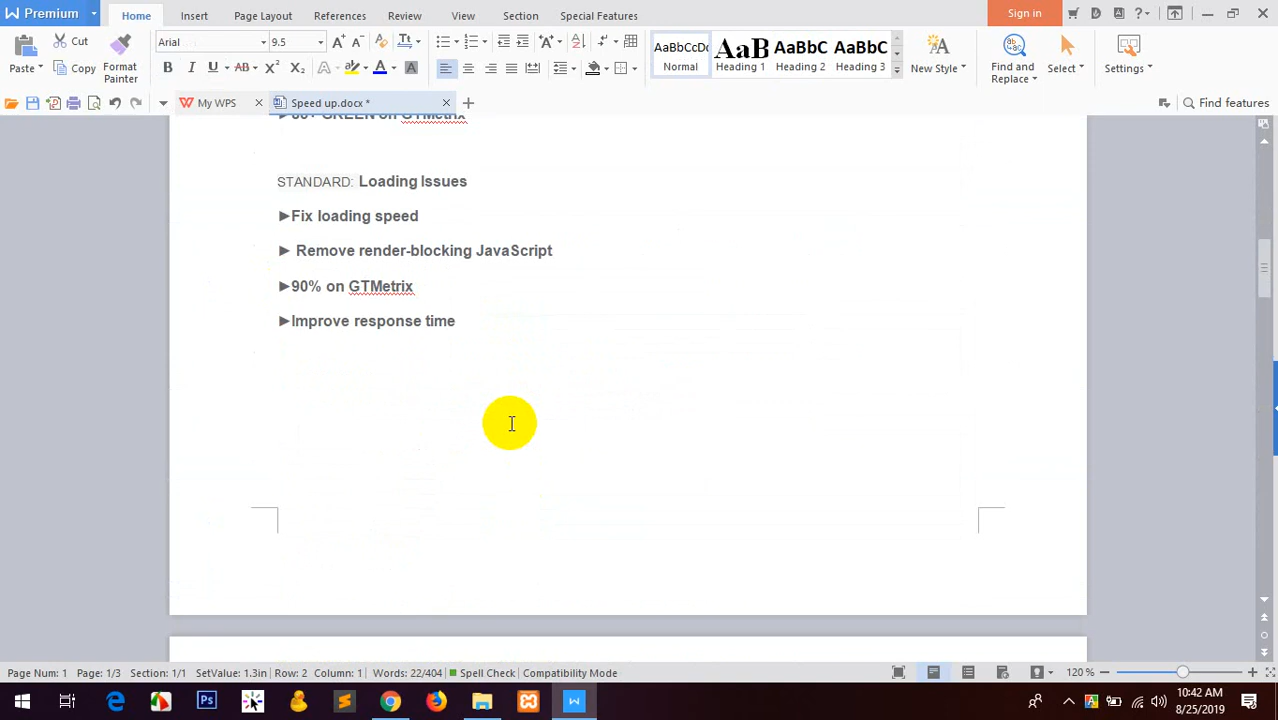 Premium
Home
Insert
Page Layout
References
Review
View
Section
Special Features
Sign in
Paste
Cut
Copy
Format
Painter
Arial
9.5
B I U AB X² X₂
AaBbCcDd
Normal
AaB
Heading 1
AaBbC
Heading 2
AaBbC
Heading 3
New Style
Find and
Replace
Select
Settings
My WPS
Speed up.docx *
Find features
STANDARD: Loading Issues
►Fix loading speed
► Remove render-blocking JavaScript
►90% on GTMetrix
►Improve response time
Page Num: 1 Page: 1/3 Section: 1/1 SetValue: 1.3in Row: 2 Column: 1 Words: 22/404 Spell Check Compatibility Mode
120 %
10:42 AM
8/25/2019